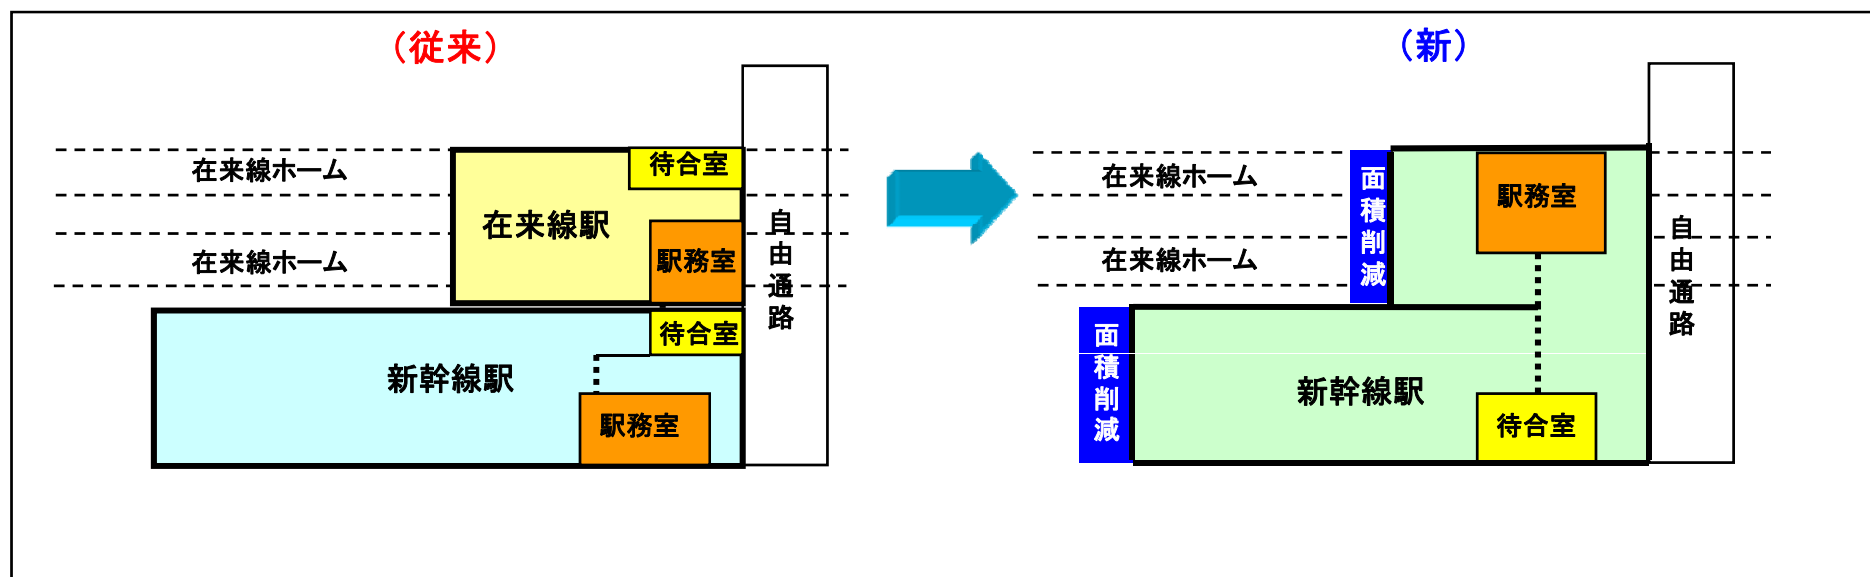 (従来)
在来線ホーム
在来線ホーム
待合室
在来線駅
駅務室
待合室
新幹線駅
駅務室
自由通路
(新)
在来線ホーム
在来線ホーム
面積削減
駅務室
面積削減
新幹線駅
待合室
自由通路